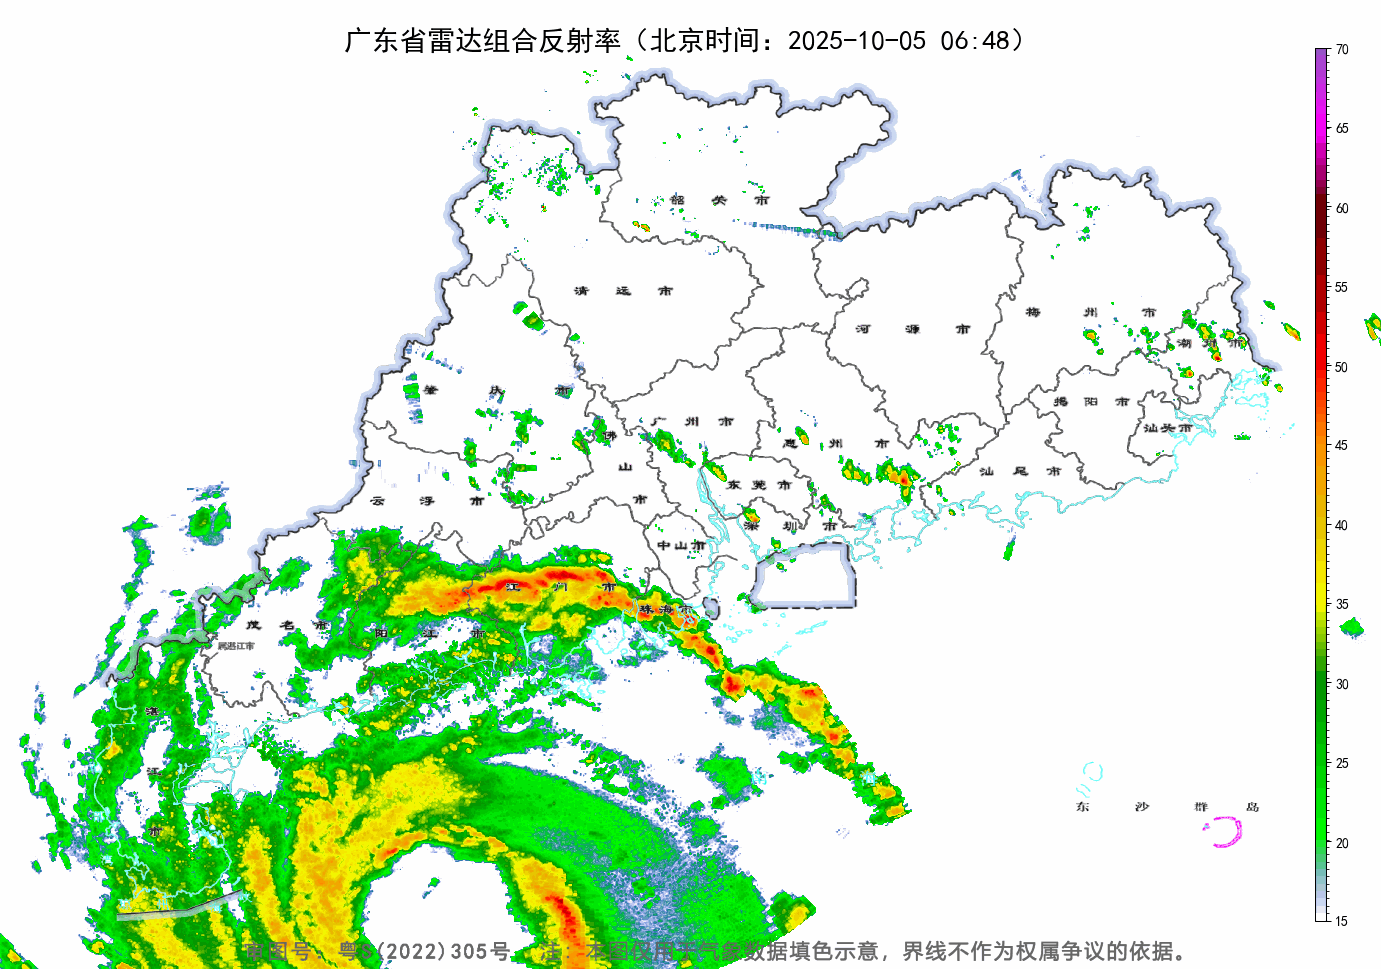 广东省雷达组合反射率（北京时间：2025-10-05 06:48）
70
65
60
55
50
45
40
35
30
25
20
15
韶关市
清远市
河源市
梅州市
潮州市
肇庆市
广州市
惠州市
揭阳市
汕头市
佛山市
东莞市
汕尾市
云浮市
深圳市
中山市
江门市
珠海市
茂名市
阳江市
属湛江市
湛江市
东沙群岛
审图号：粤S(2022)305号  注：本图仅用于气象数据填色示意，界线不作为权属争议的依据。